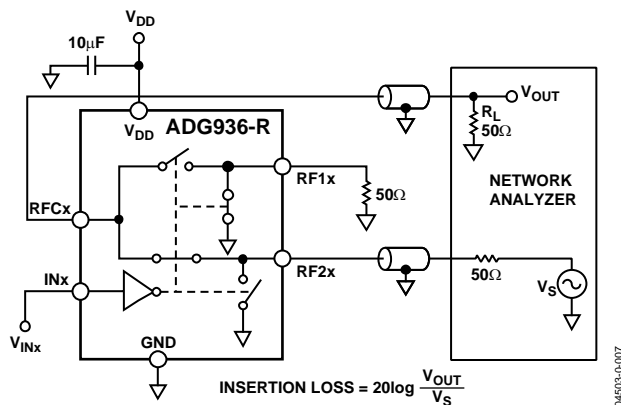 VDD
10μF
VDD
ADG936-R
VOUT
RL
50Ω
RF1x
50Ω
NETWORK
ANALYZER
RFCx
RF2x
50Ω
VS
INx
VINx
GND
INSERTION LOSS = 20log VOUT/VS
04503-0-007